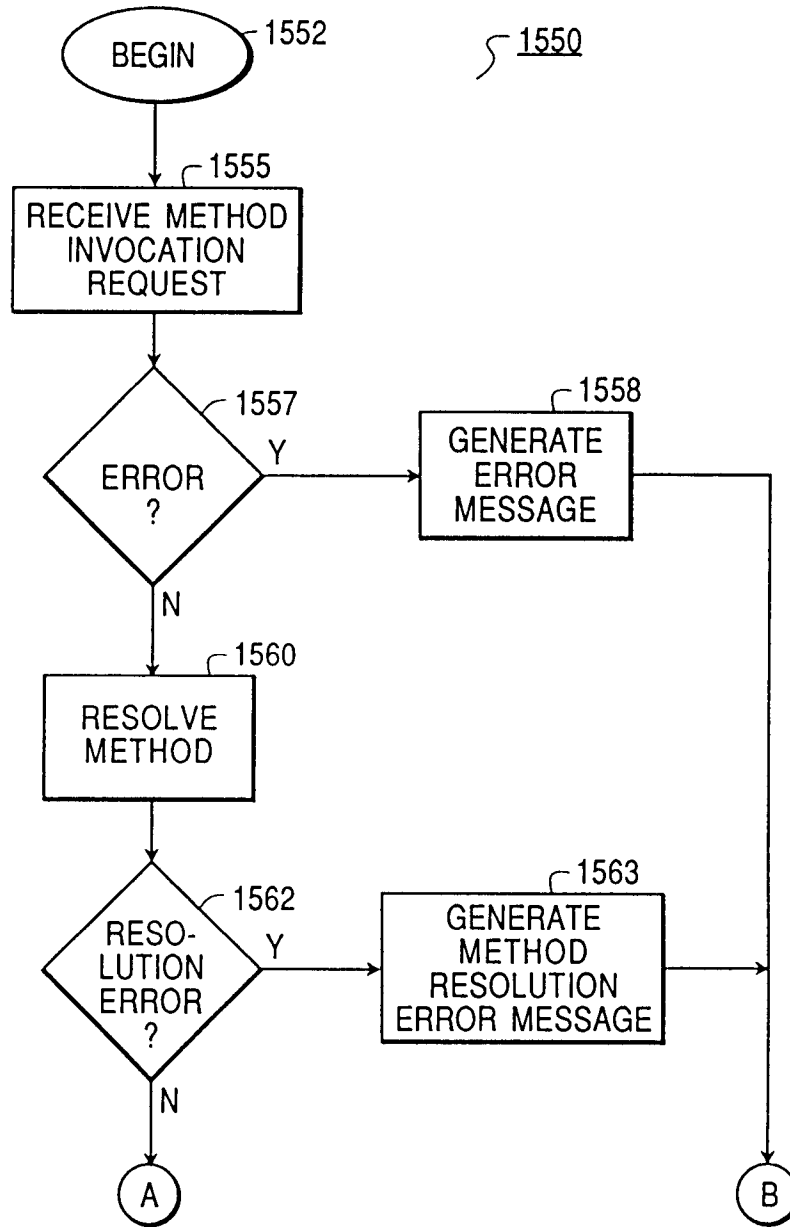 BEGIN
1552
1550
1555
RECEIVE METHOD
INVOCATION
REQUEST
1557
ERROR
?
Y
N
1558
GENERATE
ERROR
MESSAGE
1560
RESOLVE
METHOD
1562
RESO-
LUTION
ERROR
?
Y
N
1563
GENERATE
METHOD
RESOLUTION
ERROR MESSAGE
A
B